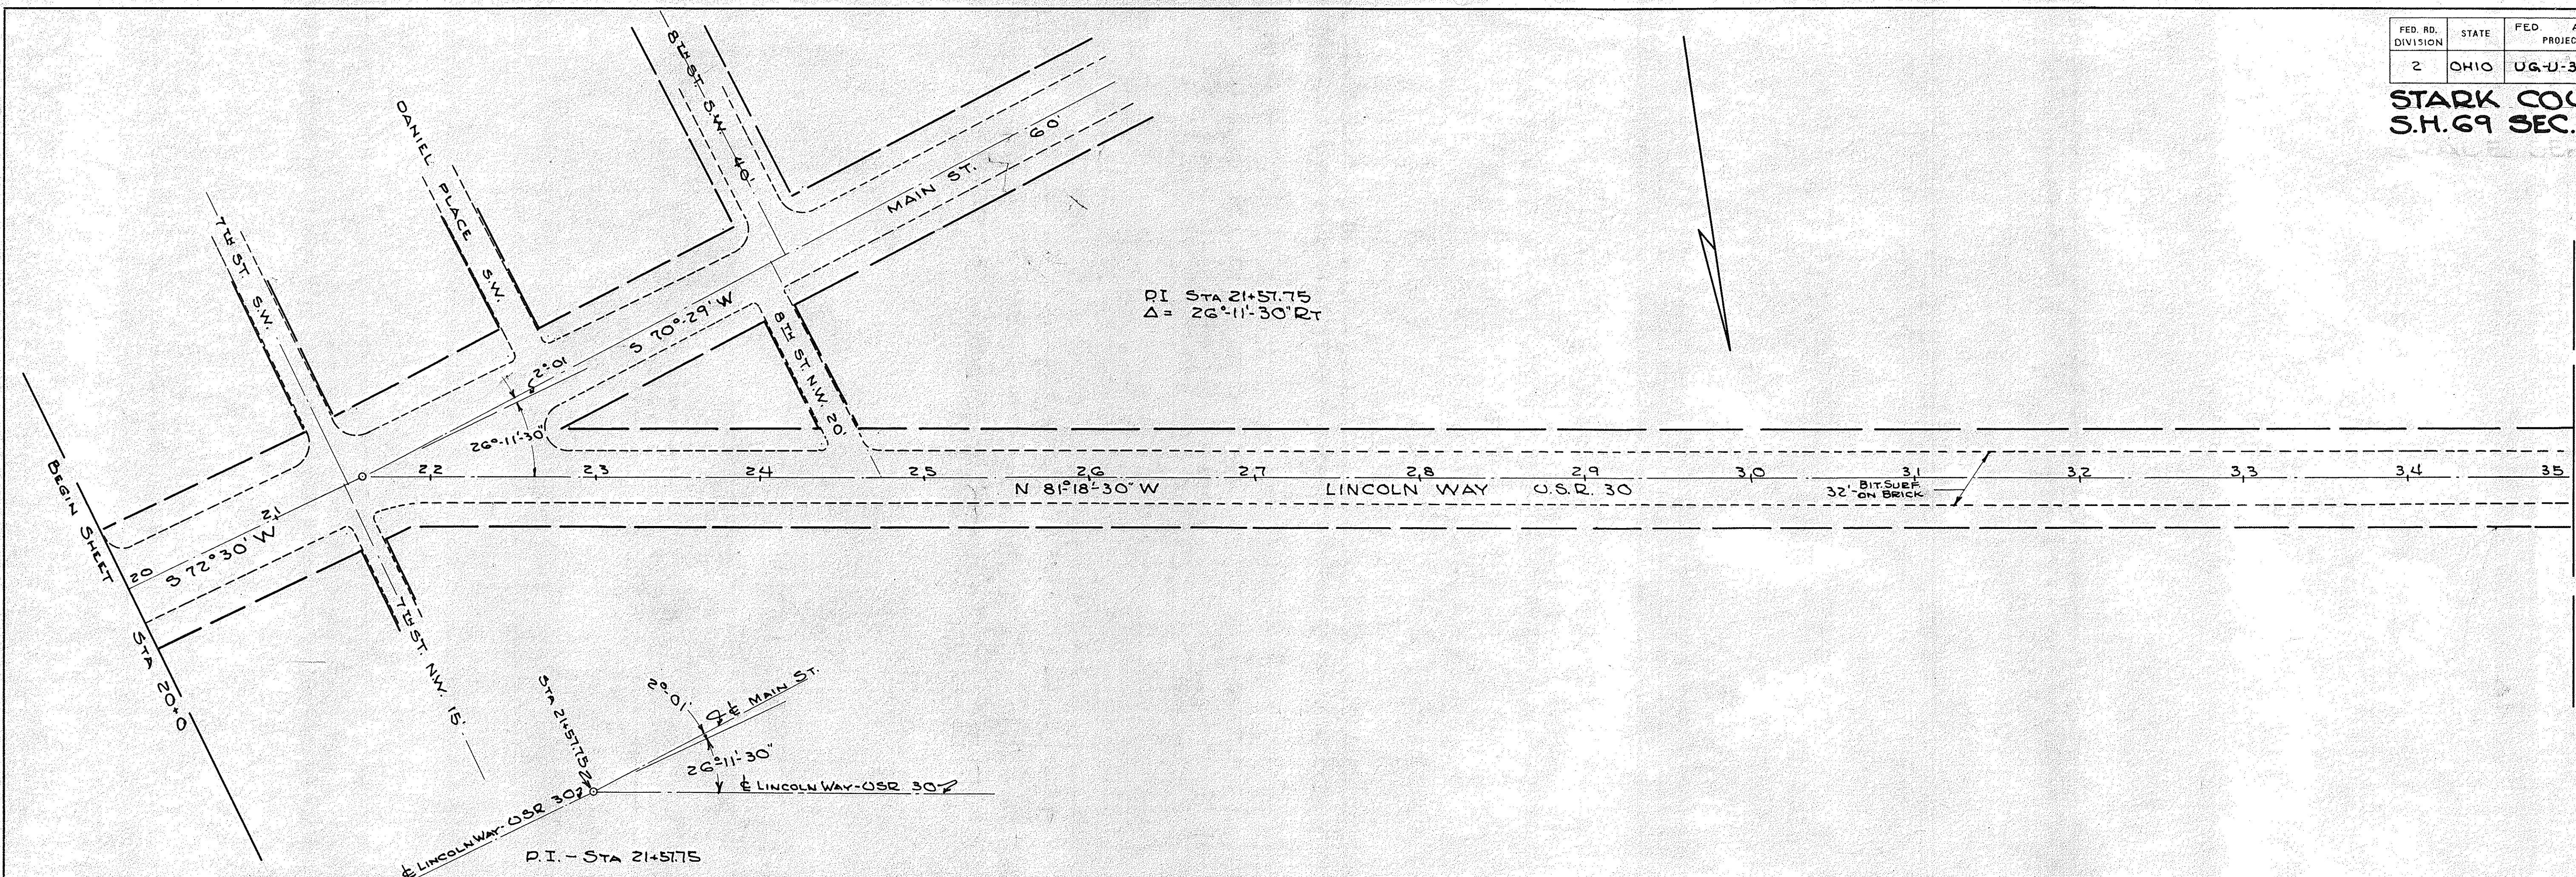 FED. RD. DIVISION
STATE
FED.
PROJEC
2
OHIO
UG-U-3
STARK COU
S.H. 69 SEC.
8TH ST. S.W.
40'
DANIEL PLACE S.W.
7TH ST. S.W.
MAIN ST.
60'
S 70°-29' W
2°-01
26°-11'-30"
8TH ST. N.W. 20'
P.I STA 21+57.75
Δ = 26°-11'-30" RT
BEGIN SHEET
STA 20+0
20
21
S 72°30' W
22
23
24
25
26
27
28
29
30
31
32
33
34
35
N 81°-18'-30" W
LINCOLN WAY
U.S.R. 30
32'-BIT. SURF.
ON BRICK
7TH ST. N.W. 15'
STA 21+57.75
2°-01'
₵ MAIN ST.
26°-11'-30"
₵ LINCOLN WAY-USR 30
₵ LINCOLN WAY-USR 30
P.I. - STA 21+57.75